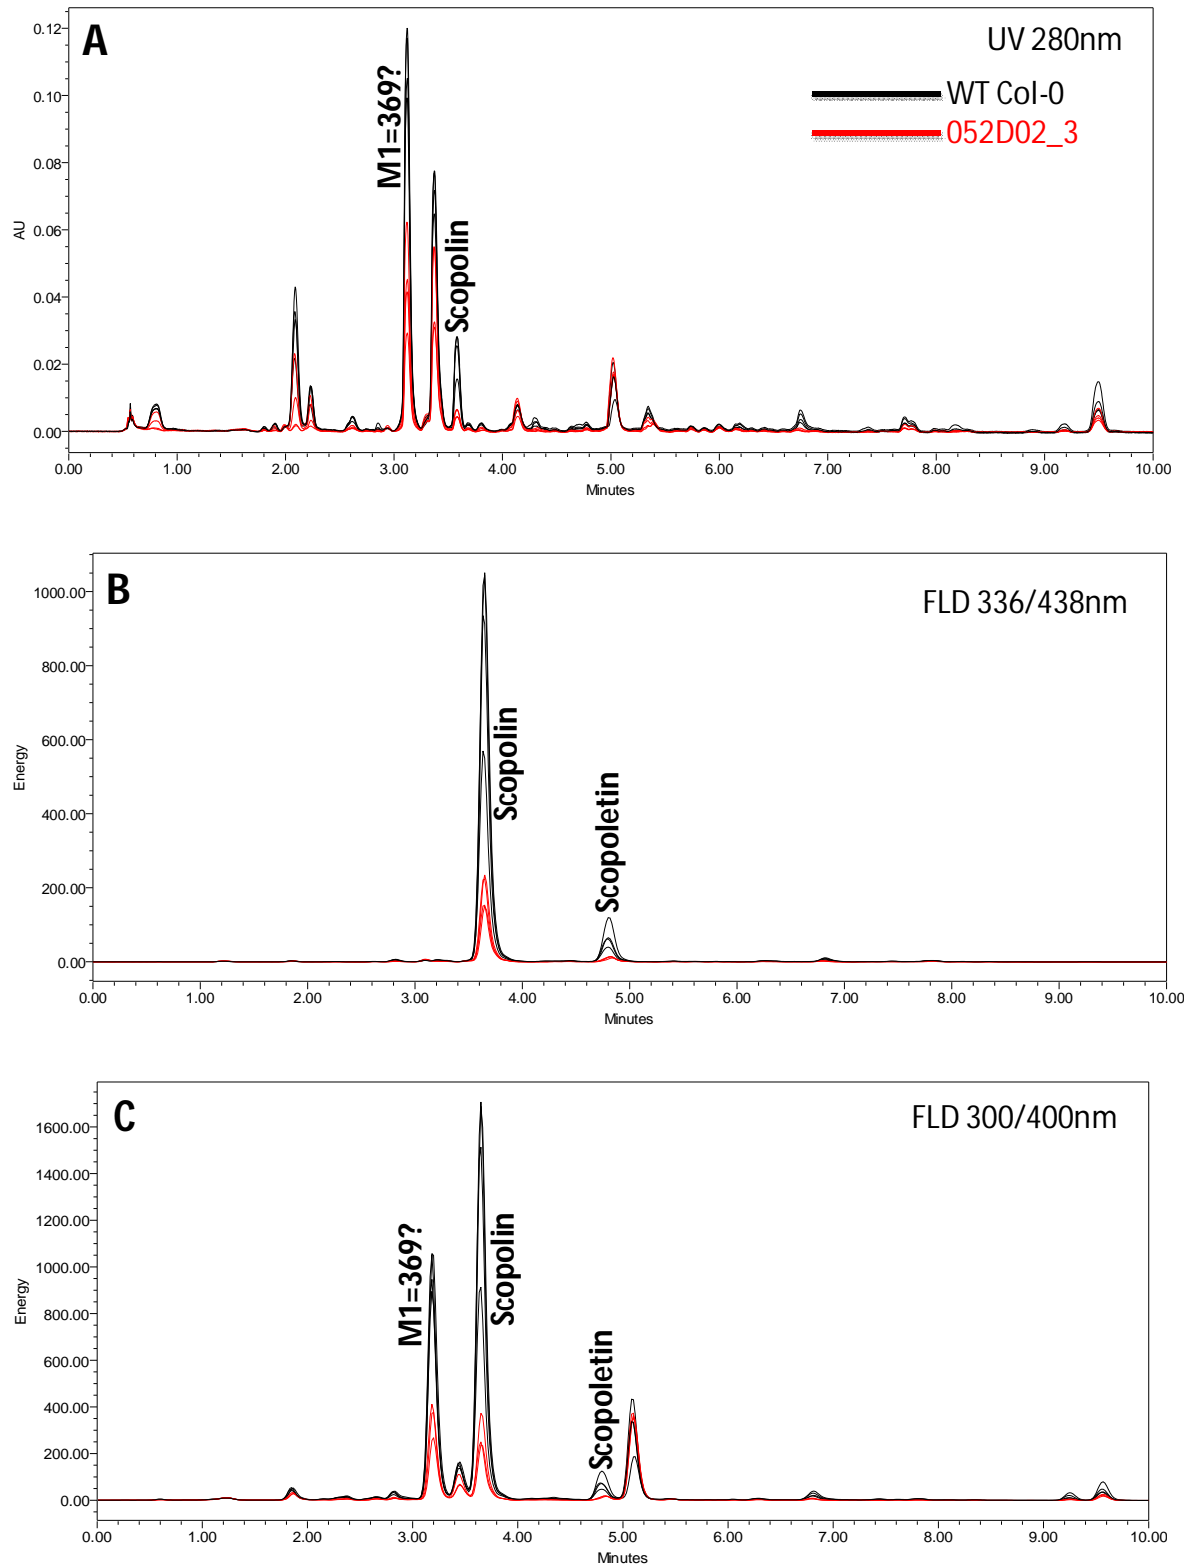 A
UV 280nm
WT Col-0
052D02_3
M1=369?
Scopolin
AU
0.12
0.10
0.08
0.06
0.04
0.02
0.00
0.00 1.00 2.00 3.00 4.00 5.00 6.00 7.00 8.00 9.00 10.00
Minutes
B
FLD 336/438nm
Scopolin
Scopoletin
Energy
1000.00
800.00
600.00
400.00
200.00
0.00
0.00 1.00 2.00 3.00 4.00 5.00 6.00 7.00 8.00 9.00 10.00
Minutes
C
FLD 300/400nm
M1=369?
Scopolin
Scopoletin
Energy
1600.00
1400.00
1200.00
1000.00
800.00
600.00
400.00
200.00
0.00
0.00 1.00 2.00 3.00 4.00 5.00 6.00 7.00 8.00 9.00 10.00
Minutes